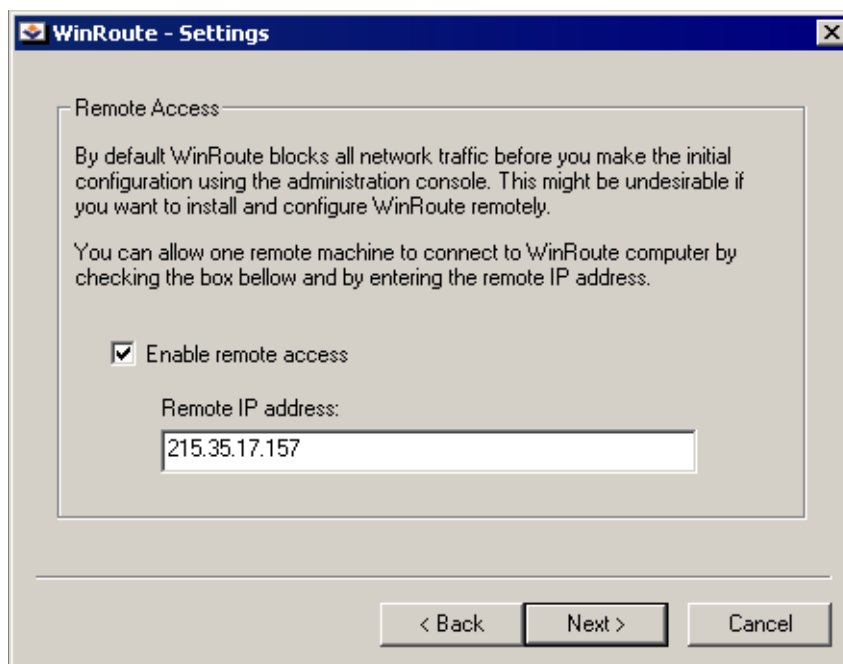 WinRoute - Settings
Remote Access
By default WinRoute blocks all network traffic before you make the initial
configuration using the administration console. This might be undesirable if
you want to install and configure WinRoute remotely.
You can allow one remote machine to connect to WinRoute computer by
checking the box bellow and by entering the remote IP address.
Enable remote access
Remote IP address:
215.35.17.157
< Back Next > Cancel